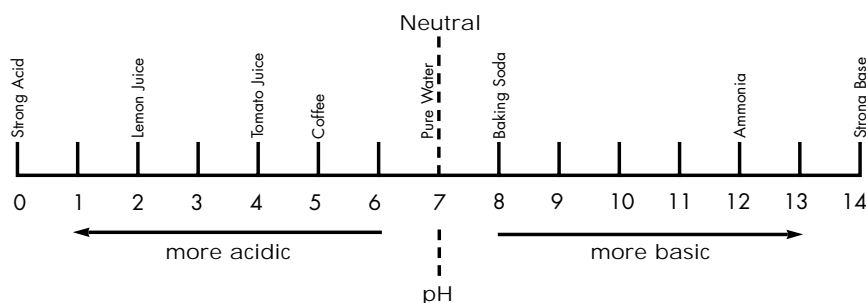 Neutral
Strong Acid
Lemon Juice
Tomato Juice
Coffee
Pure Water
Baking Soda
Ammonia
Strona Base
0 1 2 3 4 5 6 7 8 9 10 11 12 13 14
more acidic more basic
pH